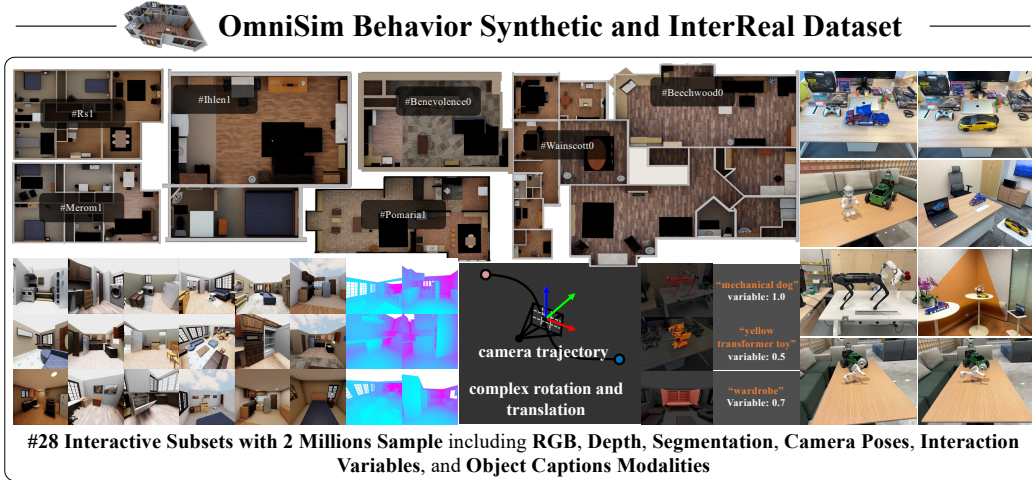 OmniSim Behavior Synthetic and InterReal Dataset
#Rs1
#Ihlen1
#Benevolence0
#Beechwood0
#Wainscott0
#Merom1
#Pomaria1
camera trajectory
complex rotation and
translation
“mechanical dog”
variable: 1.0
“yellow
transformer toy”
variable: 0.5
“wardrobe”
Variable: 0.7
#28 Interactive Subsets with 2 Millions Sample including RGB, Depth, Segmentation, Camera Poses, Interaction
Variables, and Object Captions Modalities